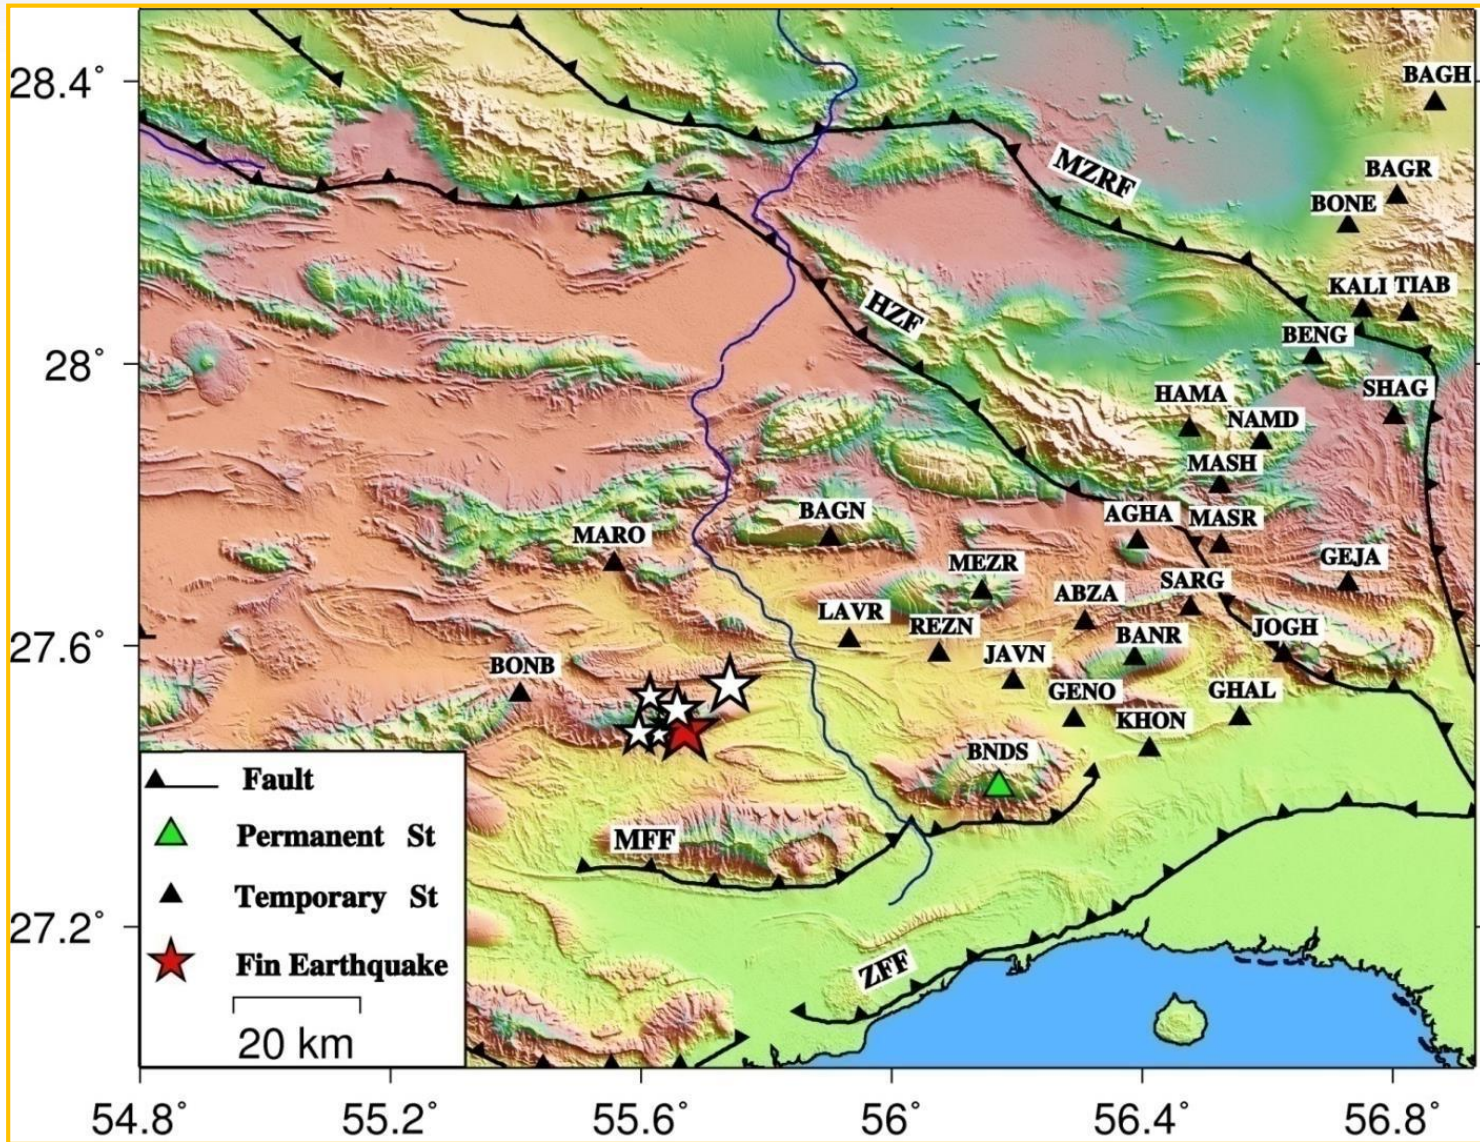 28.4°
28°
27.6°
27.2°
54.8°
55.2°
55.6°
56°
56.4°
56.8°
BAGH
BAGR
BONE
MZRF
KALI TIAB
HZF
BENG
SHAG
HAMA
NAMD
MASH
BAGN
AGHA
MASR
MARO
MEZR
GEJA
SARG
ABZA
LAVR
REZN
BANR
JOGH
JAVN
BONB
GENO
GHAL
KHON
BNDS
MFF
ZFF
Fault
Permanent St
Temporary St
Fin Earthquake
20 km